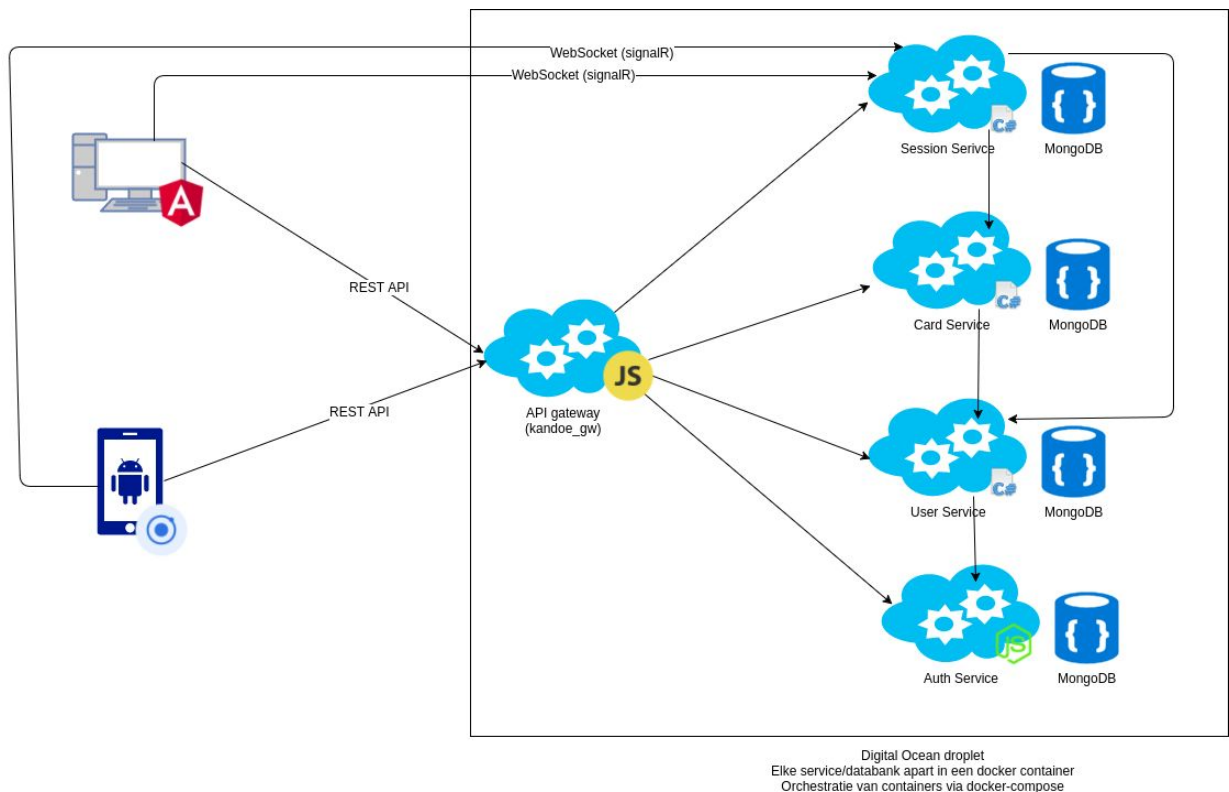 WebSocket (signalR)
WebSocket (signalR)
C#
Session Serivce
MongoDB
A
REST API
C#
Card Service
MongoDB
JS
API gateway
(kandoe_gw)
REST API
C#
User Service
MongoDB
JS
Auth Service
MongoDB
Digital Ocean droplet
Elke service/databank apart in een docker container
Orchestratie van containers via docker-compose